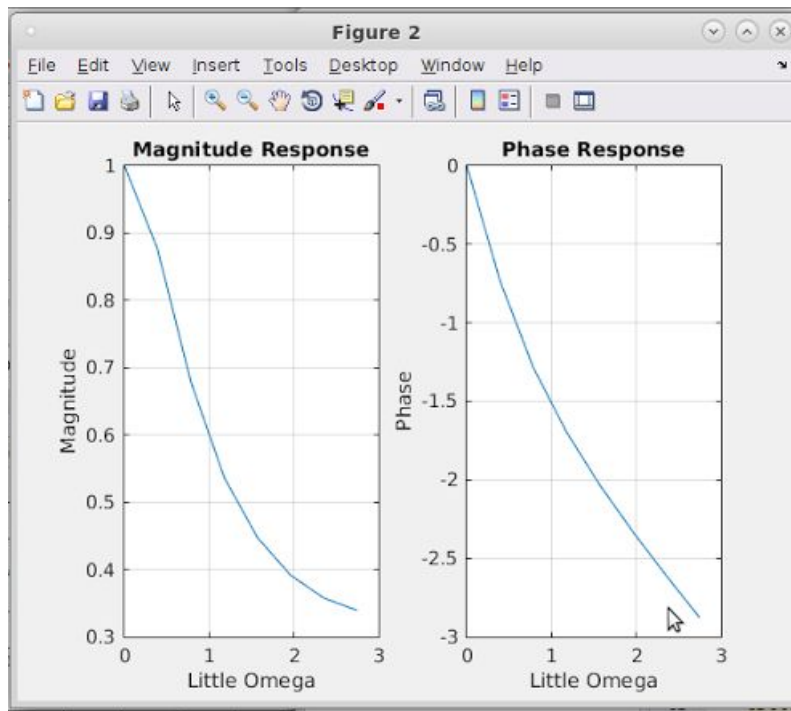 Figure 2
File Edit View Insert Tools Desktop Window Help
Magnitude Response
Phase Response
1
0.9
0.8
0.7
0.6
0.5
0.4
0.3
Magnitude
0 1 2 3
Little Omega
0
-0.5
-1
-1.5
-2
-2.5
-3
Phase
0 1 2 3
Little Omega